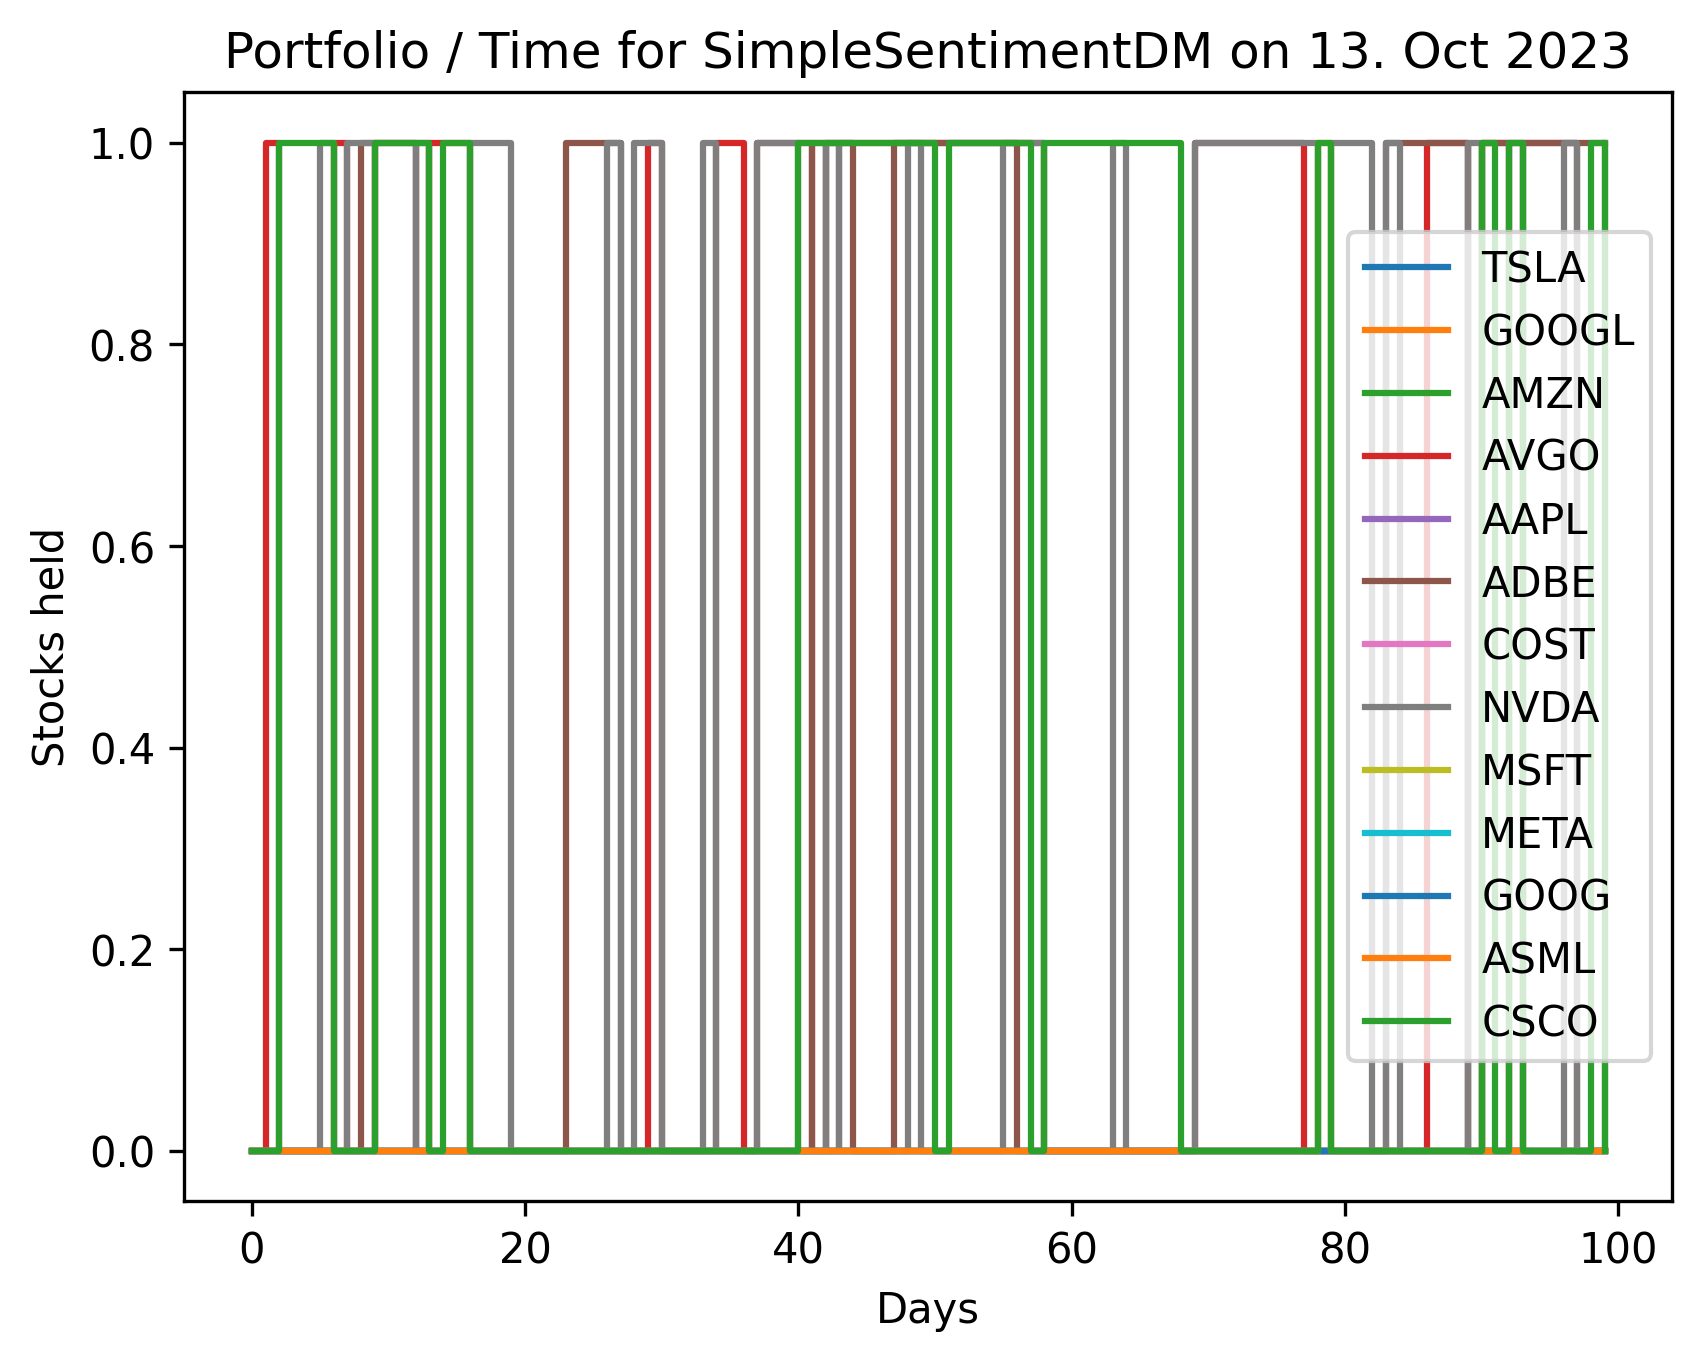 Portfolio / Time for SimpleSentimentDM on 13. Oct 2023
1.0
0.8
0.6
0.4
0.2
0.0
Stocks held
TSLA
GOOGL
AMZN
AVGO
AAPL
ADBE
COST
NVDA
MSFT
META
GOOG
ASML
CSCO
0 20 40 60 80 100
Days